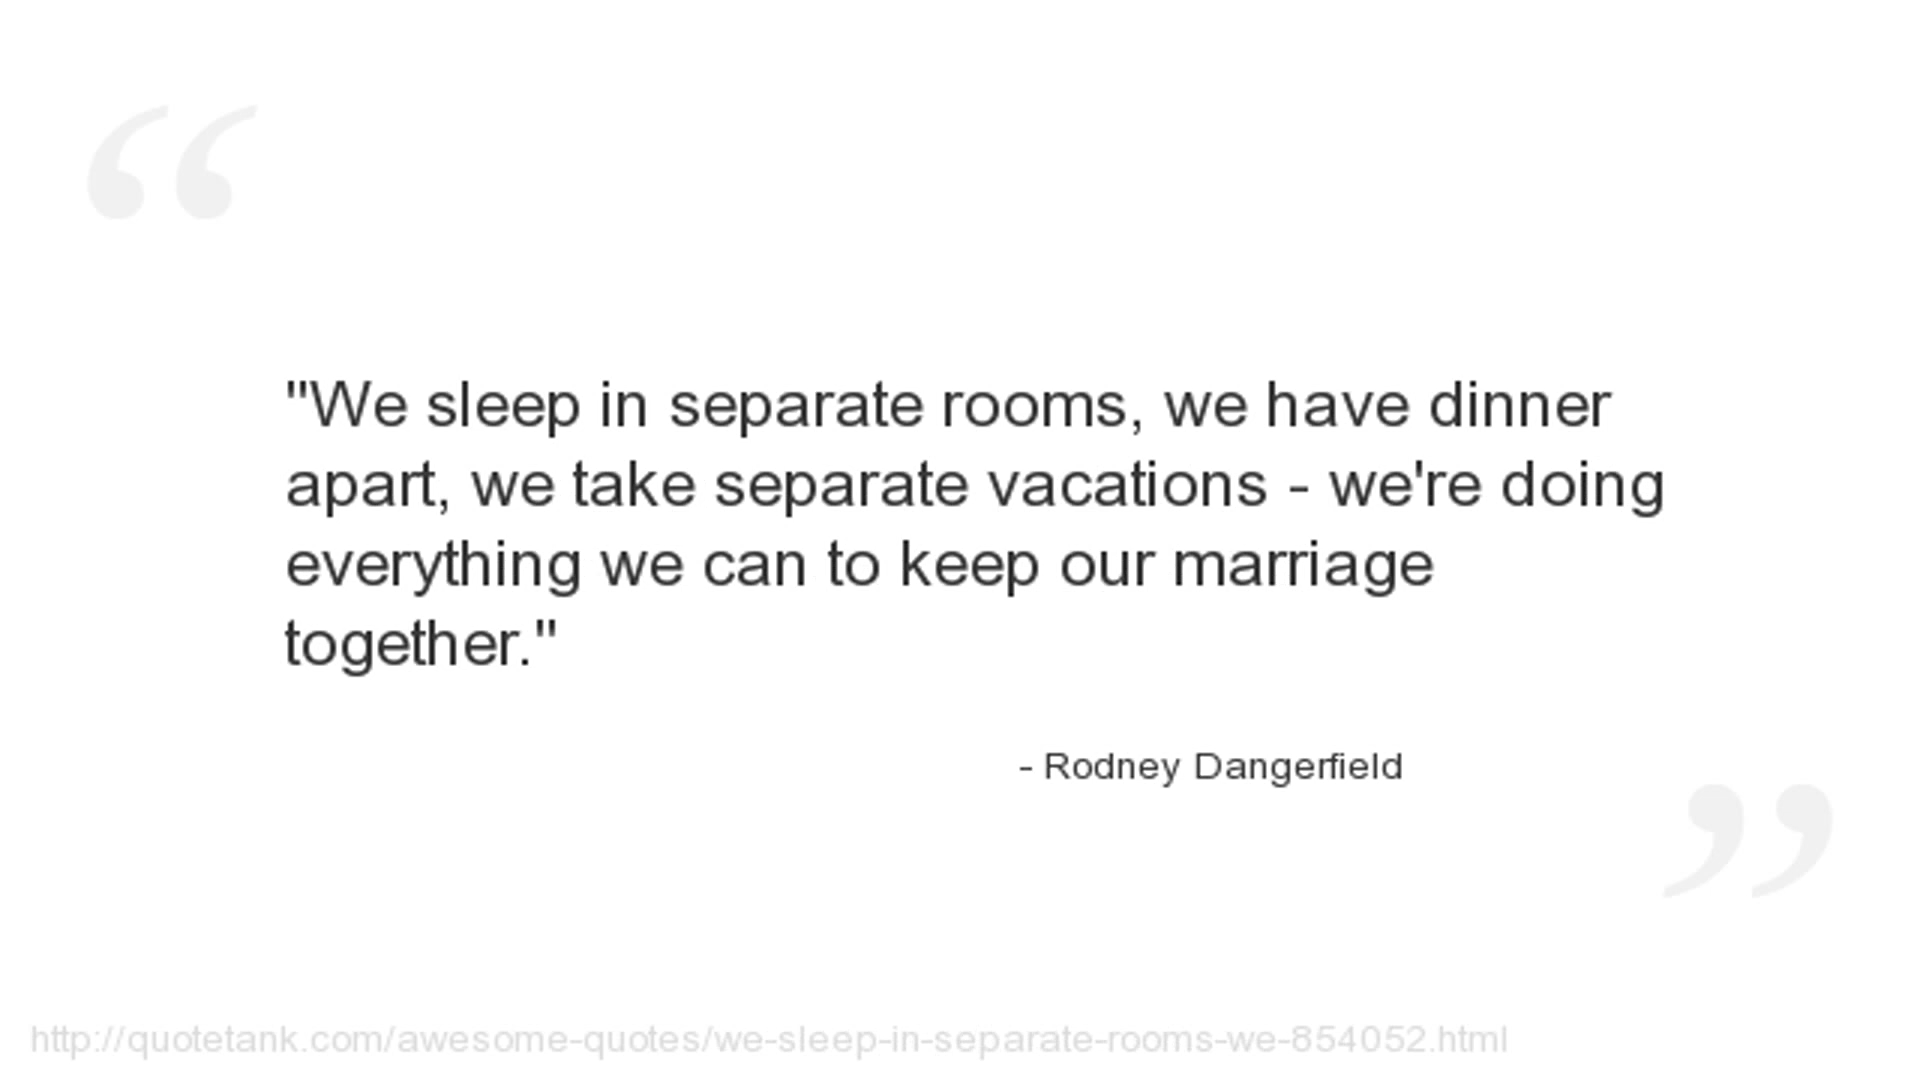 "We sleep in separate rooms, we have dinner
apart, we take separate vacations - we're doing
everything we can to keep our marriage
together."
- Rodney Dangerfield
http://quotetank.com/awesome-quotes/we-sleep-in-separate-rooms-we-854052.html